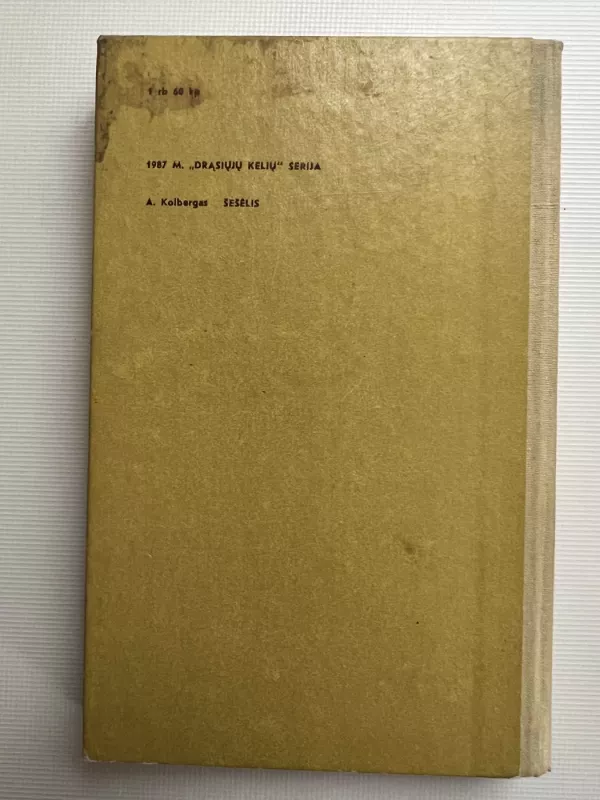 1 rb 60 kp
1987 M. „DRĄSIŲJŲ KELIŲ“ SERIJA
A. Kolbergas ŠEŠĖLIS